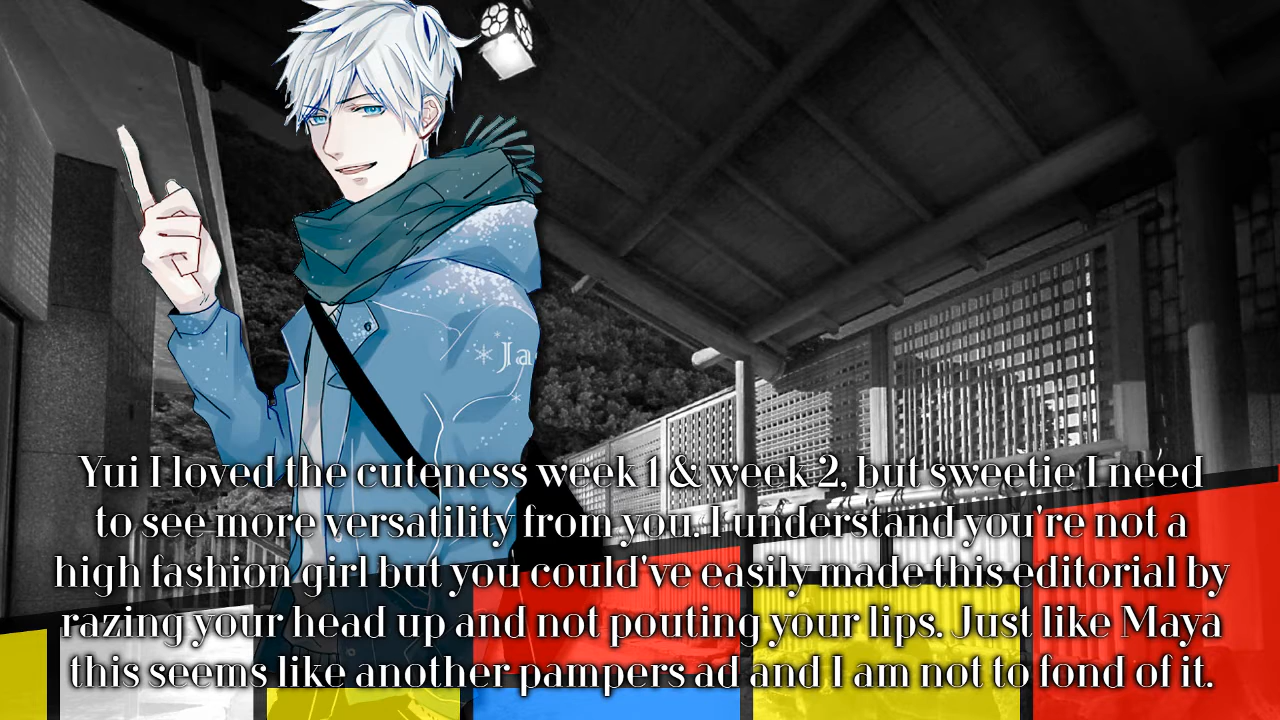 *Ja
Yui I loved the cuteness week 1 & week 2, but sweetie I need
to see more versatility from you. I understand you're not a
high fashion girl but you could've easily made this editorial by
razing your head up and not pouting your lips. Just like Maya
this seems like another pampers ad and I am not to fond of it.